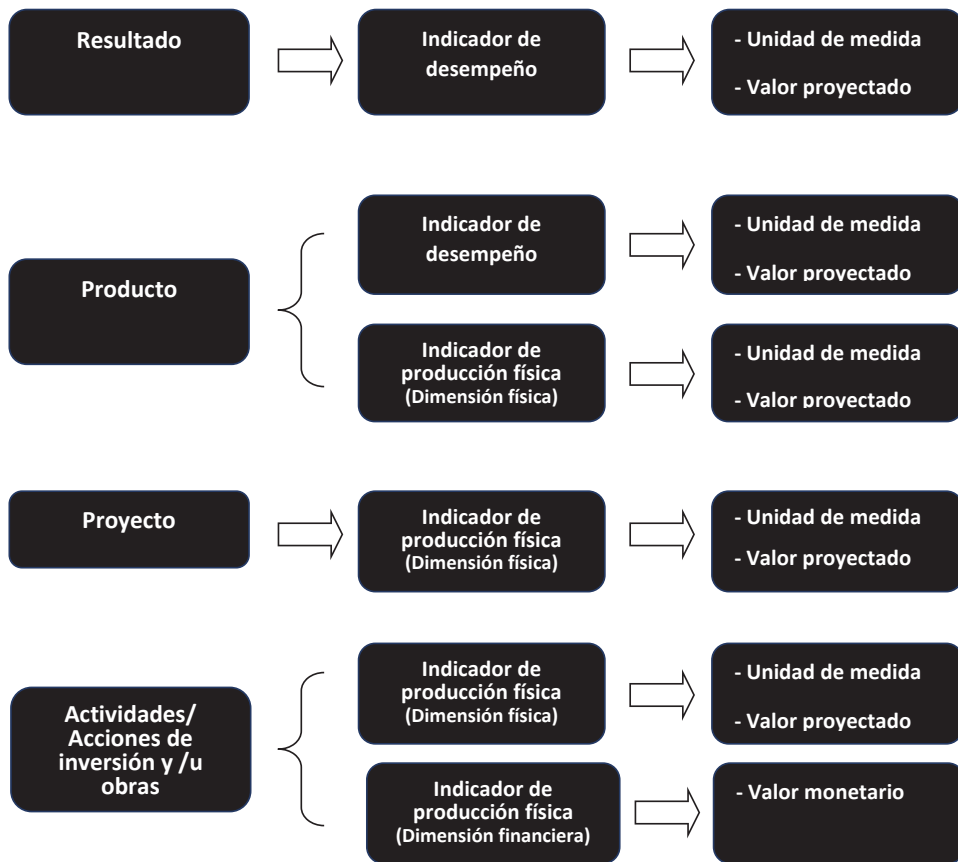 Resultado
Indicador de
desempeño
- Unidad de medida
- Valor proyectado
Producto
Indicador de
desempeño
- Unidad de medida
- Valor proyectado
Indicador de
producción física
(Dimensión física)
- Unidad de medida
- Valor proyectado
Proyecto
Indicador de
producción física
(Dimensión física)
- Unidad de medida
- Valor proyectado
Actividades/
Acciones de
inversión y /u
obras
Indicador de
producción física
(Dimensión física)
- Unidad de medida
- Valor proyectado
Indicador de
producción física
(Dimensión financiera)
- Valor monetario